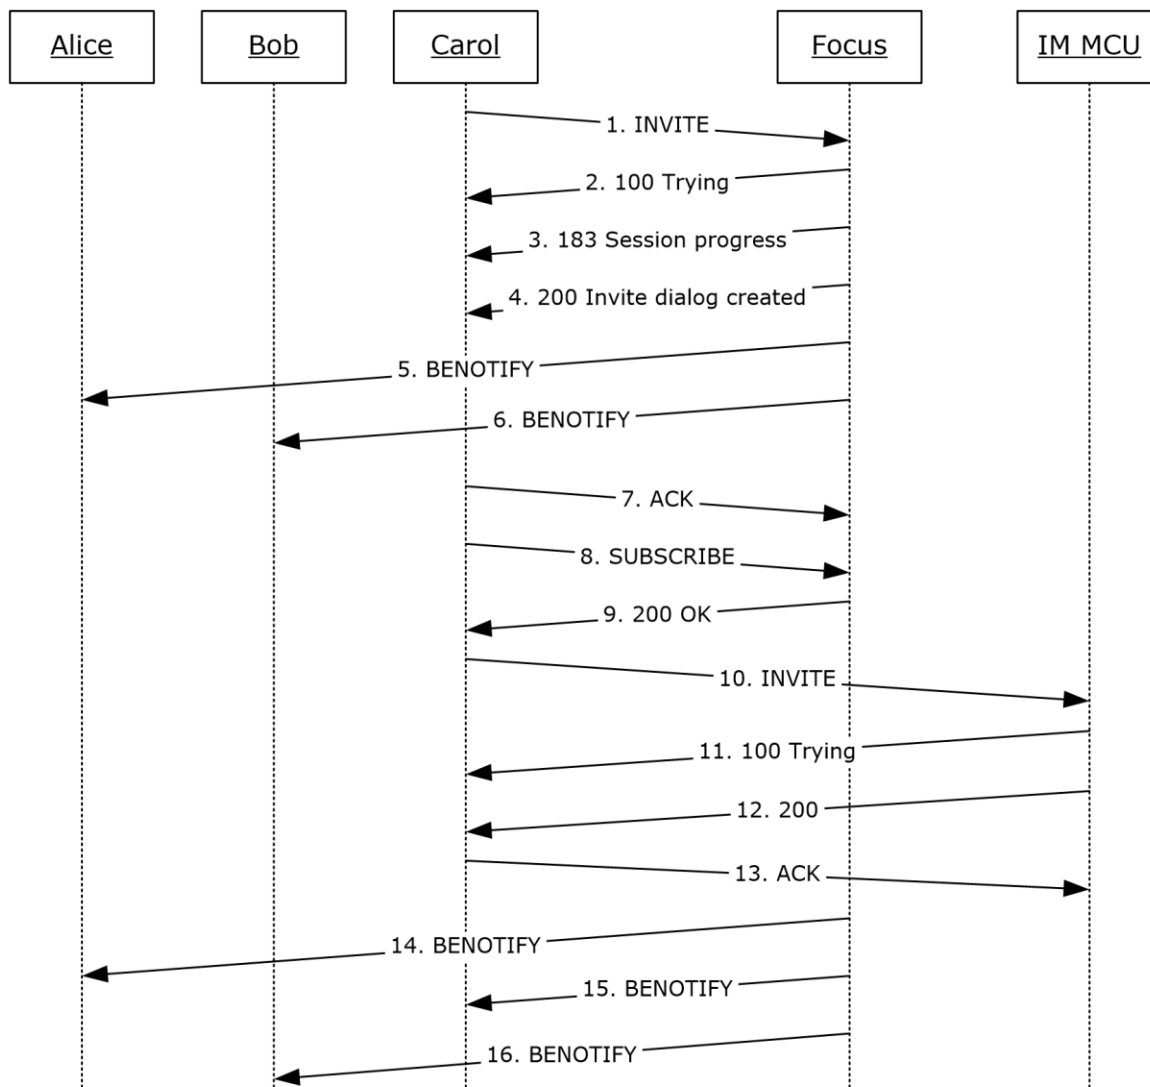 Alice
Bob
Carol
Focus
IM MCU
1. INVITE
2. 100 Trying
3. 183 Session progress
4. 200 Invite dialog created
5. BENOTIFY
6. BENOTIFY
7. ACK
8. SUBSCRIBE
9. 200 OK
10. INVITE
11. 100 Trying
12. 200
13. ACK
14. BENOTIFY
15. BENOTIFY
16. BENOTIFY